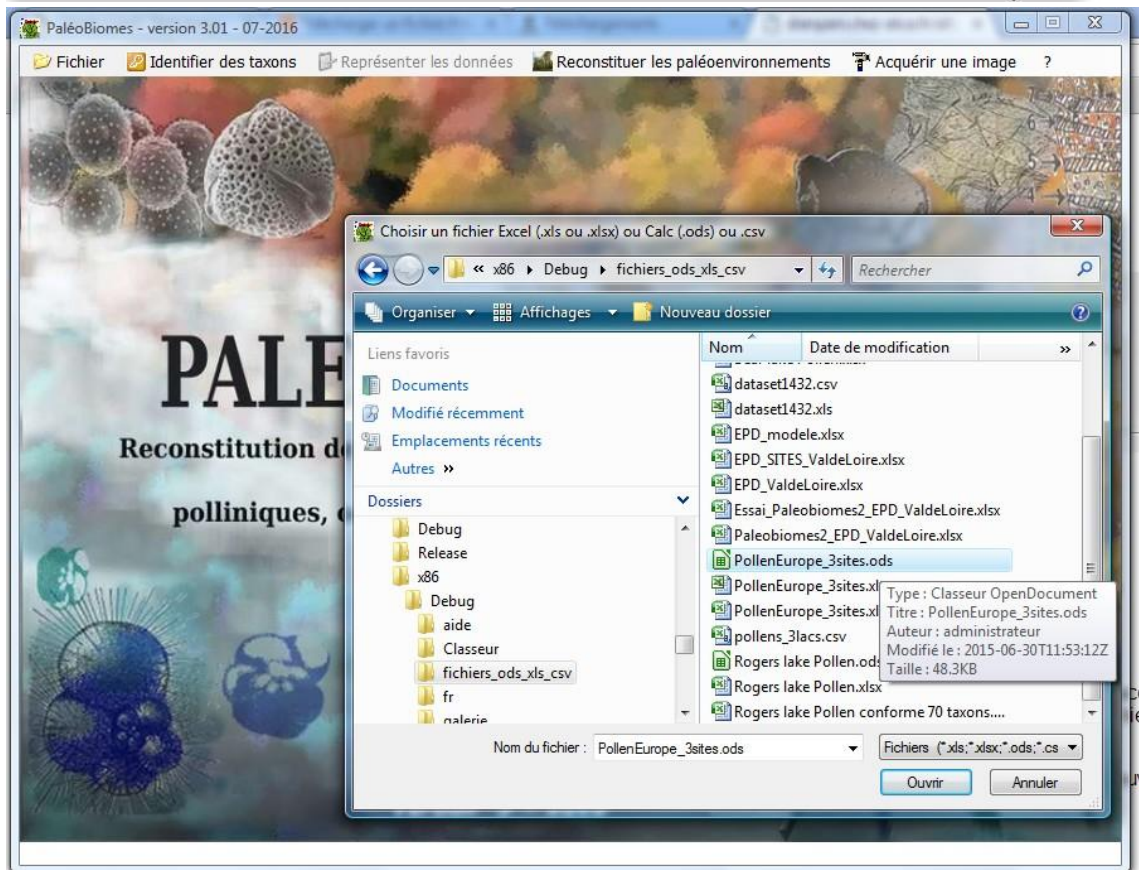 PaléoBiomes - version 3.01 - 07-2016
Fichier Identifier des taxons Représenter les données Reconstituer les paléoenvironnements Acquérir une image ?
PALE
Reconstitution d
polliniques,
Choisir un fichier Excel (.xls ou .xlsx) ou Calc (.ods) ou .csv
« x86 Debug fichiers_ods_xls_csv Rechercher
Organiser Affichages Nouveau dossier
Liens favoris
Documents
Modifié récemment
Emplacements récents
Autres »
Dossiers
Debug
Release
x86
Debug
aide
Classeur
fichiers_ods_xls_csv
fr
galerie
Nom Date de modification »
dataset1432.csv
dataset1432.xls
EPD_modele.xlsx
EPD_SITES_ValdeLoire.xlsx
EPD_ValdeLoire.xlsx
Essai_Paleobiomes2_EPD_ValdeLoire.xlsx
Paleobiomes2_EPD_ValdeLoire.xlsx
PollenEurope_3sites.ods
PollenEurope_3sites.xl
PollenEurope_3sites.xl
pollens_3lacs.csv
Rogers lake Pollen.od
Rogers lake Pollen.xlsx
Rogers lake Pollen conforme 70 taxons....
Type : Classeur OpenDocument
Titre : PollenEurope_3sites.ods
Auteur : administrateur
Modifié le : 2015-06-30T11:53:12Z
Taille : 48.3KB
Nom du fichier : PollenEurope_3sites.ods Fichiers (*.xls;*.xlsx;*.ods;*.cs
Ouvrir Annuler